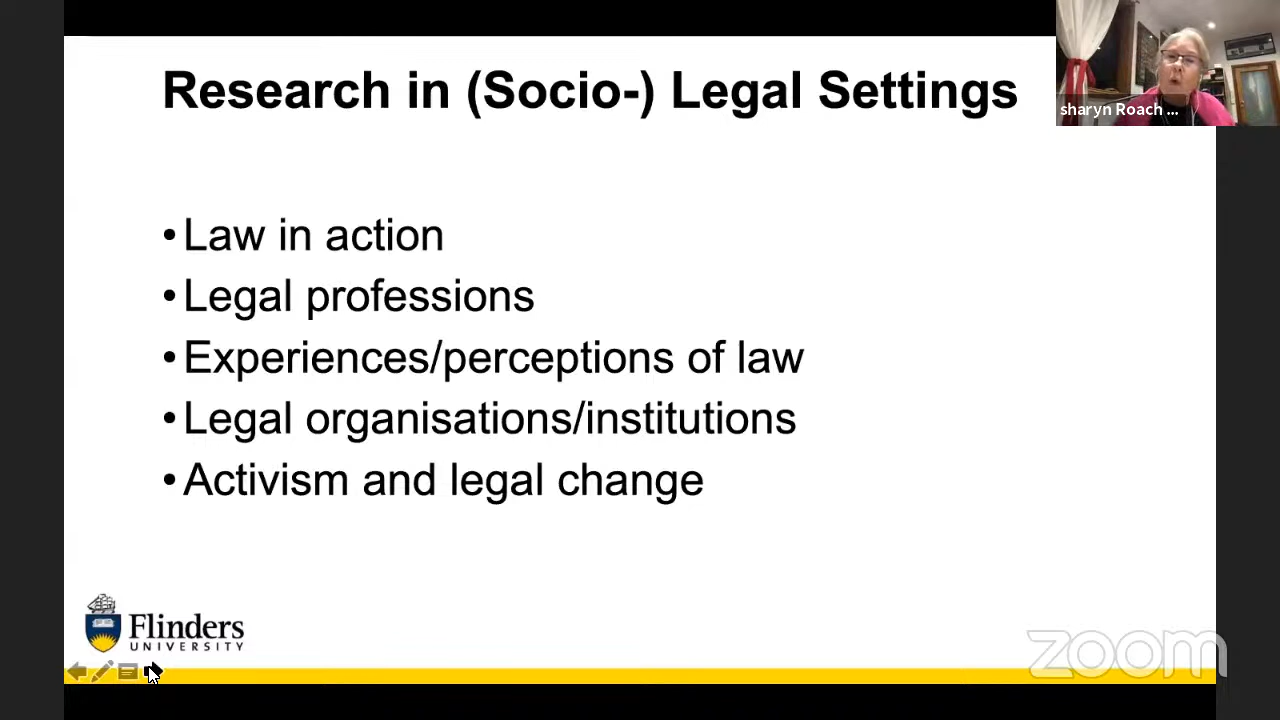 Research in (Socio-) Legal Settings
sharyn Roach ...
•Law in action
•Legal professions
•Experiences/perceptions of law
•Legal organisations/institutions
•Activism and legal change
Flinders
UNIVERSITY
zoom